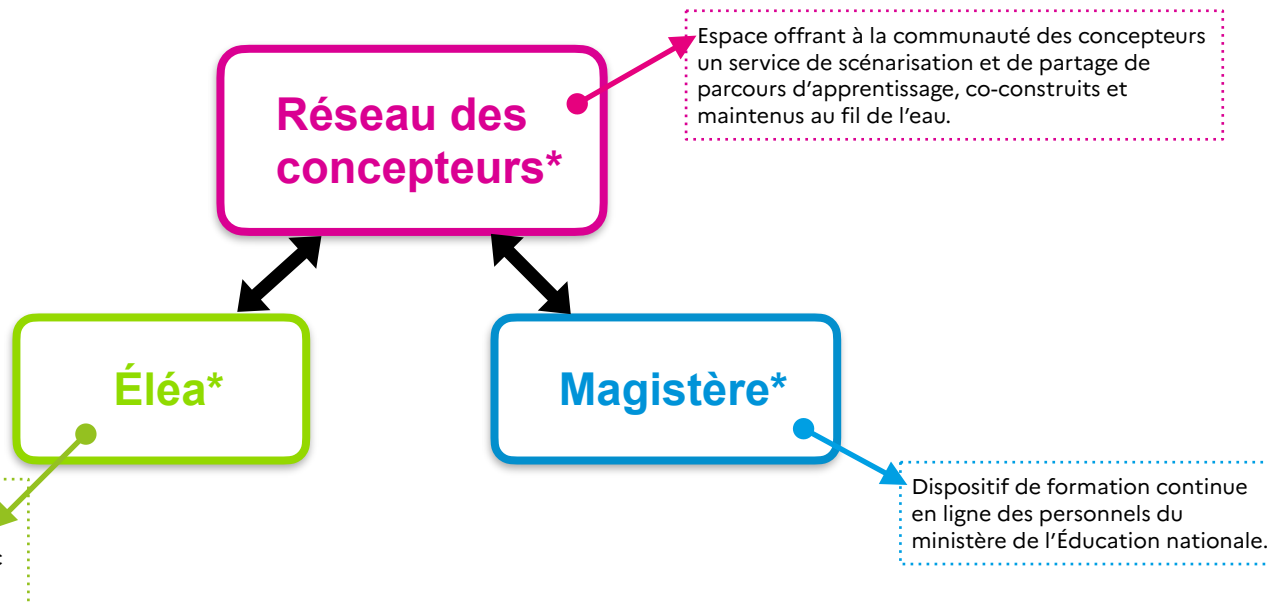 Espace offrant à la communauté des concepteurs
un service de scénarisation et de partage de
parcours d’apprentissage, co-construits et
maintenus au fil de l’eau.
Réseau des
concepteurs*
Éléa*
Magistère*
Dispositif de formation continue
en ligne des personnels du
ministère de l’Éducation nationale.